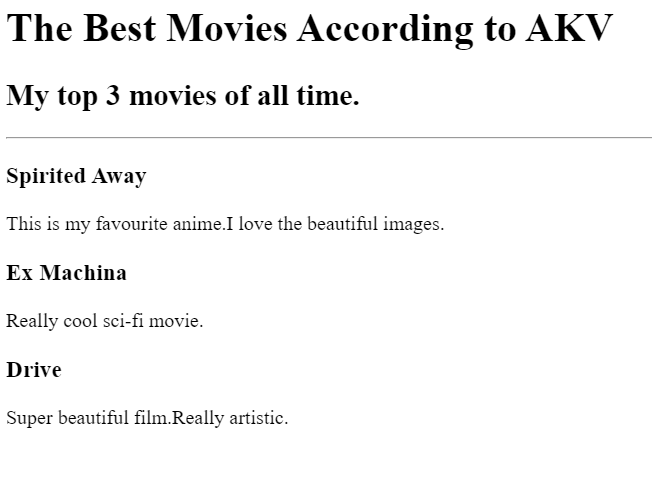 The Best Movies According to AKV
My top 3 movies of all time.
Spirited Away
This is my favourite anime.I love the beautiful images.
Ex Machina
Really cool sci-fi movie.
Drive
Super beautiful film.Really artistic.